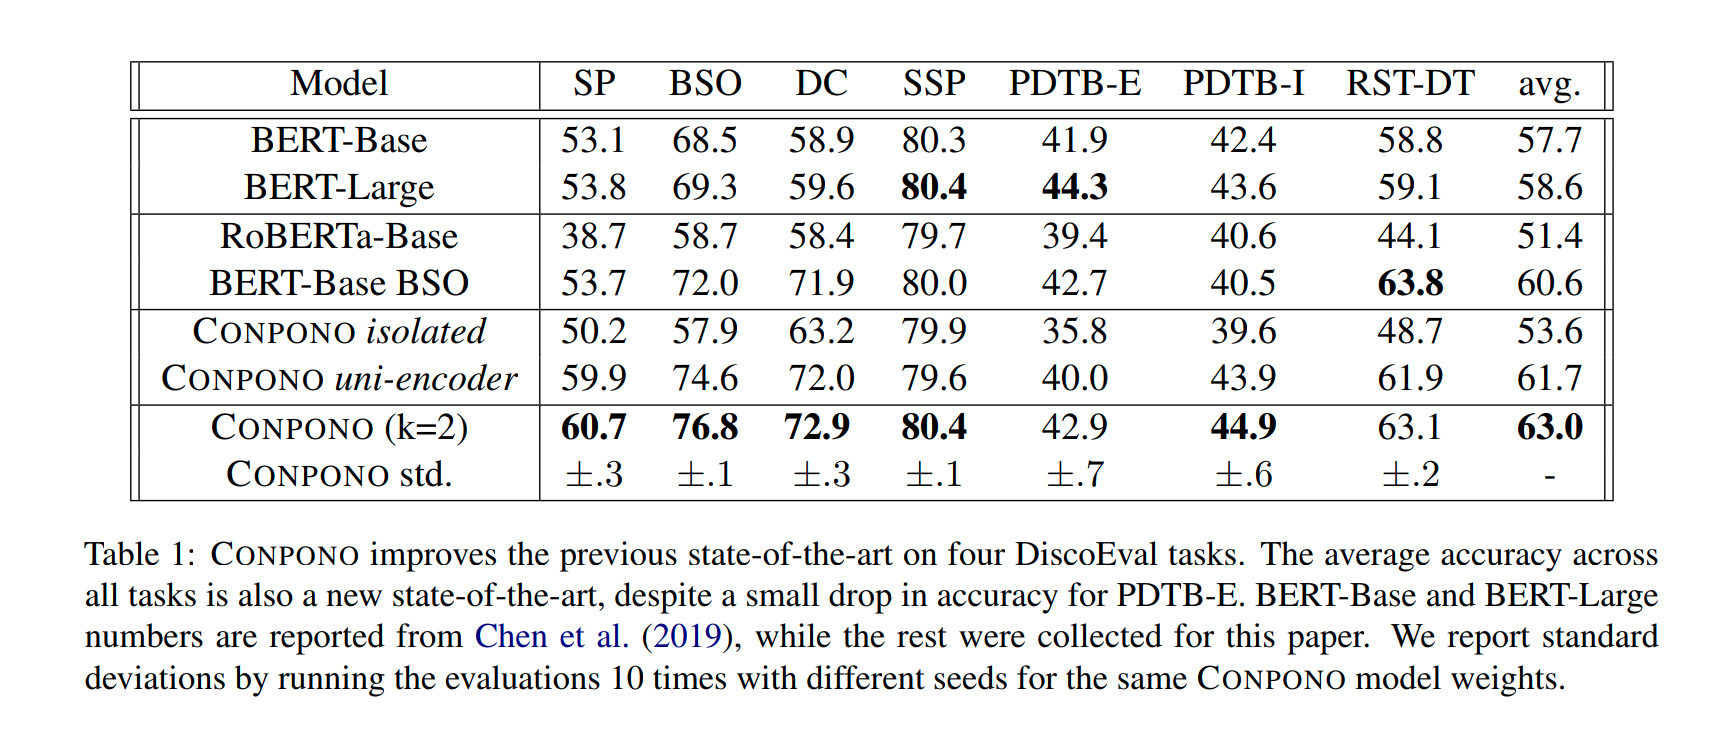 Model SP BSO DC SSP PDTB-E PDTB-I RST-DT avg.
BERT-Base 53.1 68.5 58.9 80.3 41.9 42.4 58.8 57.7
BERT-Large 53.8 69.3 59.6 80.4 44.3 43.6 59.1 58.6
RoBERTa-Base 38.7 58.7 58.4 79.7 39.4 40.6 44.1 51.4
BERT-Base BSO 53.7 72.0 71.9 80.0 42.7 40.5 63.8 60.6
CONPONO isolated 50.2 57.9 63.2 79.9 35.8 39.6 48.7 53.6
CONPONO uni-encoder 59.9 74.6 72.0 79.6 40.0 43.9 61.9 61.7
CONPONO (k=2) 60.7 76.8 72.9 80.4 42.9 44.9 63.1 63.0
CONPONO std. ±.3 ±.1 ±.3 ±.1 ±.7 ±.6 ±.2 -
Table 1: CONPONO improves the previous state-of-the-art on four DiscoEval tasks. The average accuracy across
all tasks is also a new state-of-the-art, despite a small drop in accuracy for PDTB-E. BERT-Base and BERT-Large
numbers are reported from Chen et al. (2019), while the rest were collected for this paper. We report standard
deviations by running the evaluations 10 times with different seeds for the same CONPONO model weights.